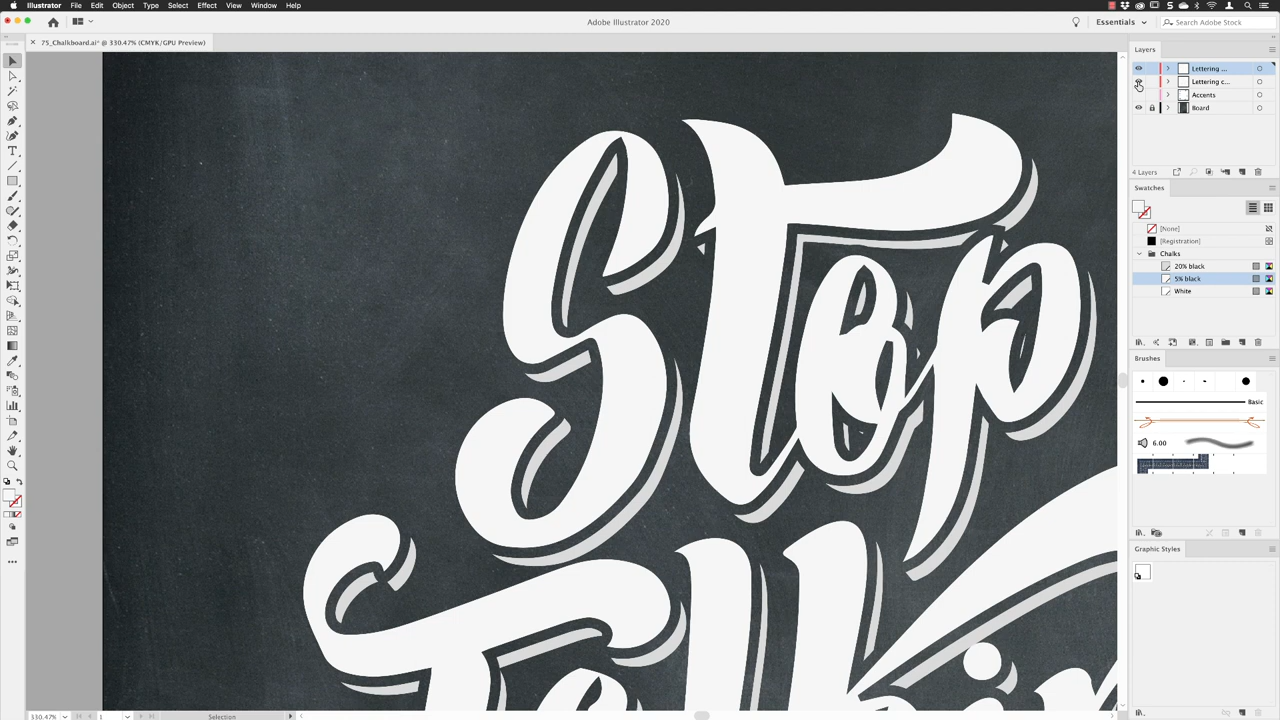 Illustrator File Edit Object Type Select Effect View Window Help
Adobe Illustrator 2020
Essentials
Search Adobe Stock
75_Chalkboard.ai* @ 330.47% (CMYK/GPU Preview)
Layers
Lettering ...
Lettering c...
Accents
Board
4 Layers
Swatches
[None]
[Registration]
Chalks
20% black
5% black
White
Brushes
Basic
6.00
Graphic Styles
Stop
330.47%
1
Selection